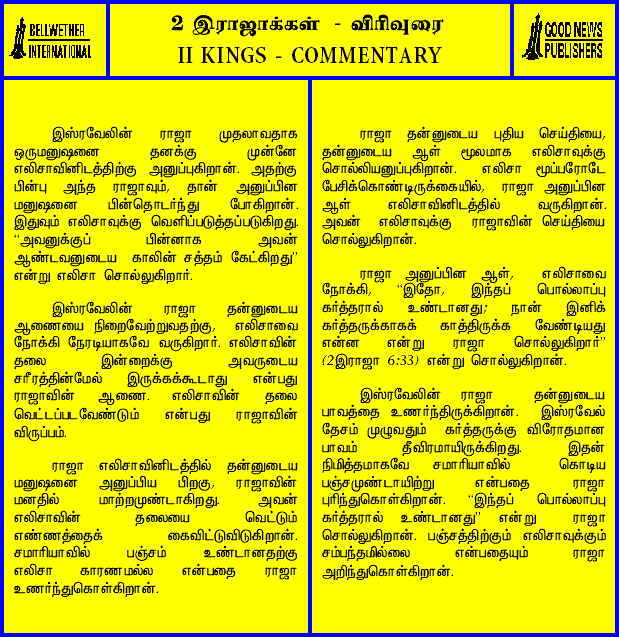 BELLWETHER
INTERNATIONAL
2 இராஜாக்கள் - விரிவுரை
II KINGS - COMMENTARY
GOOD NEWS
PUBLISHERS
இஸ்ரவேலின் ராஜா முதலாவதாக
ஒருமனுஷனை தனக்கு முன்னே
எலிசாவினிடத்திற்கு அனுப்புகிறான். அதற்கு
பின்பு அந்த ராஜாவும், தான் அனுப்பின
மனுஷனை பின்தொடர்ந்து போகிறான்.
இதுவும் எலிசாவுக்கு வெளிப்படுத்தப்படுகிறது.
“அவனுக்குப் பின்னாக அவன்
ஆண்டவனுடைய காலின் சத்தம் கேட்கிறது”
என்று எலிசா சொல்லுகிறார்.
இஸ்ரவேலின் ராஜா தன்னுடைய
ஆணையை நிறைவேற்றுவதற்கு, எலிசாவை
நோக்கி நேரடியாகவே வருகிறார். எலிசாவின்
தலை இன்றைக்கு அவருடைய
சரீரத்தின்மேல் இருக்கக்கூடாது என்பது
ராஜாவின் ஆணை. எலிசாவின் தலை
வெட்டப்படவேண்டும் என்பது ராஜாவின்
விருப்பம்.
ராஜா எலிசாவினிடத்தில் தன்னுடைய
மனுஷனை அனுப்பிய பிறகு, ராஜாவின்
மனதில் மாற்றமுண்டாகிறது. அவன்
எலிசாவின் தலையை வெட்டும்
எண்ணத்தைக் கைவிட்டுவிடுகிறான்.
சமாரியாவில் பஞ்சம் உண்டானதற்கு
எலிசா காரணமல்ல என்பதை ராஜா
உணர்ந்துகொள்கிறான்.
ராஜா தன்னுடைய புதிய செய்தியை,
தன்னுடைய ஆள் மூலமாக எலிசாவுக்கு
சொல்லியனுப்புகிறான். எலிசா மூப்பரோடே
பேசிக்கொண்டிருக்கையில், ராஜா அனுப்பின
ஆள் எலிசாவினிடத்தில் வருகிறான்.
அவன் எலிசாவுக்கு ராஜாவின் செய்தியை
சொல்லுகிறான்.
ராஜா அனுப்பின ஆள், எலிசாவை
நோக்கி, “இதோ, இந்தப் பொல்லாப்பு
கர்த்தரால் உண்டானது; நான் இனிக்
கர்த்தருக்காகக் காத்திருக்க வேண்டியது
என்ன என்று ராஜா சொல்லுகிறார்”
(2இராஜா 6:33) என்று சொல்லுகிறான்.
இஸ்ரவேலின் ராஜா தன்னுடைய
பாவத்தை உணர்ந்திருக்கிறான். இஸ்ரவேல்
தேசம் முழுவதும் கர்த்தருக்கு விரோதமான
பாவம் தீவிரமாயிருக்கிறது. இதன்
நிமித்தமாகவே சமாரியாவில் கொடிய
பஞ்சமுண்டாயிற்று என்பதை ராஜா
புரிந்துகொள்கிறான். “இந்தப் பொல்லாப்பு
கர்த்தரால் உண்டானது” என்று ராஜா
சொல்லுகிறான். பஞ்சத்திற்கும் எலிசாவுக்கும்
சம்பந்தமில்லை என்பதையும் ராஜா
அறிந்துகொள்கிறான்.